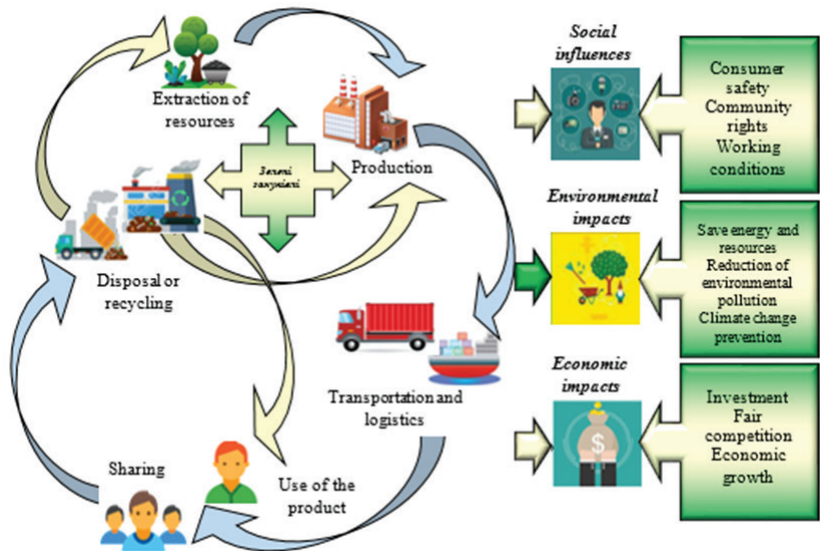 Extraction of
resources
Production
Зелені
закупівлі
Disposal or
recycling
Transportation and
logistics
Sharing
Use of the
product
Social
influences
Consumer
safety
Community
rights
Working
conditions
Environmental
impacts
Save energy and
resources
Reduction of
environmental
pollution
Climate change
prevention
Economic
impacts
Investment
Fair
competition
Economic
growth
$